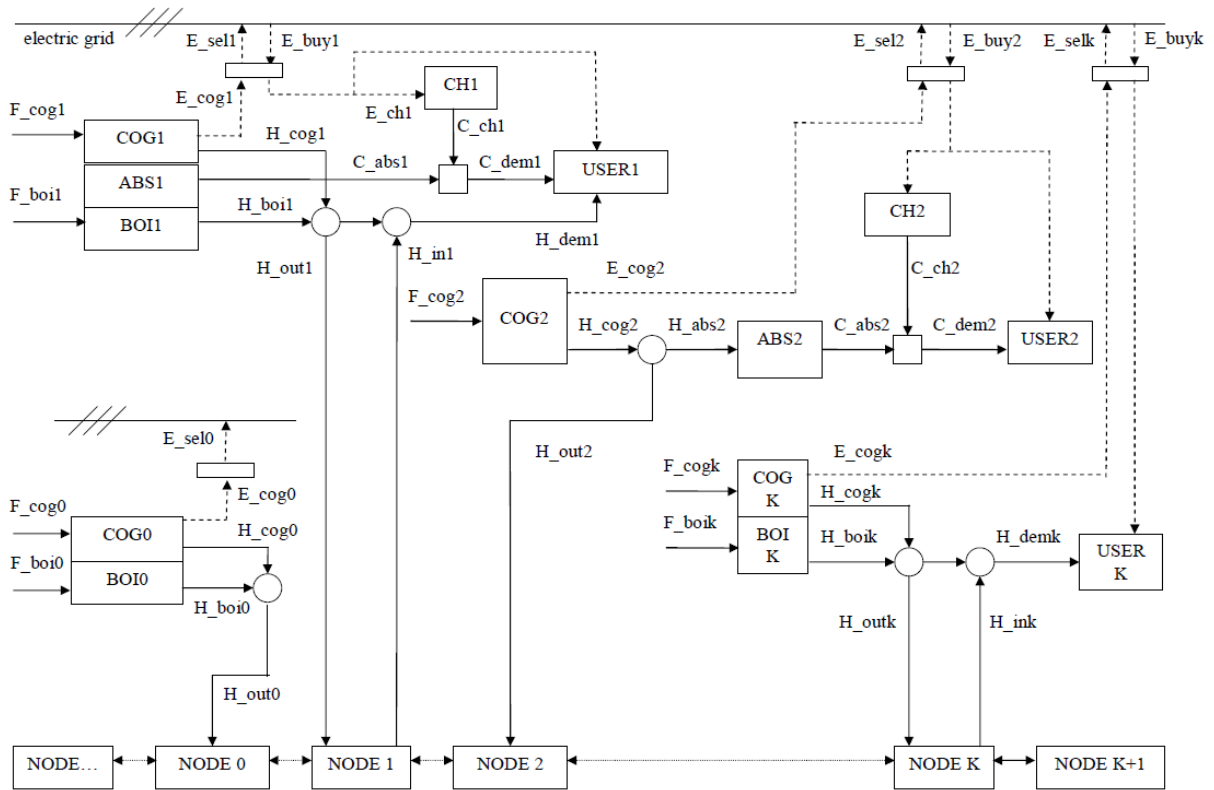 electric grid
E_sel1
E_buy1
E_sel2
E_buy2
E_selk
E_buyk
F_cog1
E_cog1
COG1
H_cog1
E_ch1
CH1
C_ch1
ABS1
C_abs1
C_dem1
USER1
F_boi1
BOI1
H_boi1
H_out1
H_in1
H_dem1
CH2
E_cog2
C_ch2
F_cog2
COG2
H_cog2
H_abs2
ABS2
C_abs2
C_dem2
USER2
H_out2
E_sel0
E_cog0
F_cog0
COG0
H_cog0
F_boi0
BOI0
H_boi0
H_out0
F_cogk
COG
K
E_cogk
H_cogk
F_boik
BOI
K
H_boik
H_demk
USER
K
H_outk
H_ink
NODE…
NODE 0
NODE 1
NODE 2
NODE K
NODE K+1